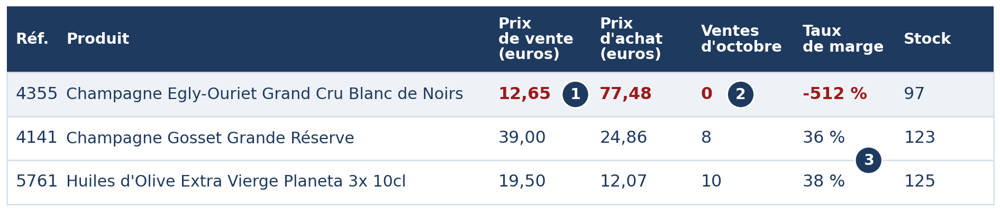 Réf. Produit Prix de vente (euros) Prix d'achat (euros) Ventes d'octobre Taux de marge Stock
4355 Champagne Egly-Ouriet Grand Cru Blanc de Noirs 12,65 1 77,48 0 2 -512 % 97
4141 Champagne Gosset Grande Réserve 39,00 24,86 8 36 % 123
3
5761 Huiles d'Olive Extra Vierge Planeta 3x 10cl 19,50 12,07 10 38 % 125